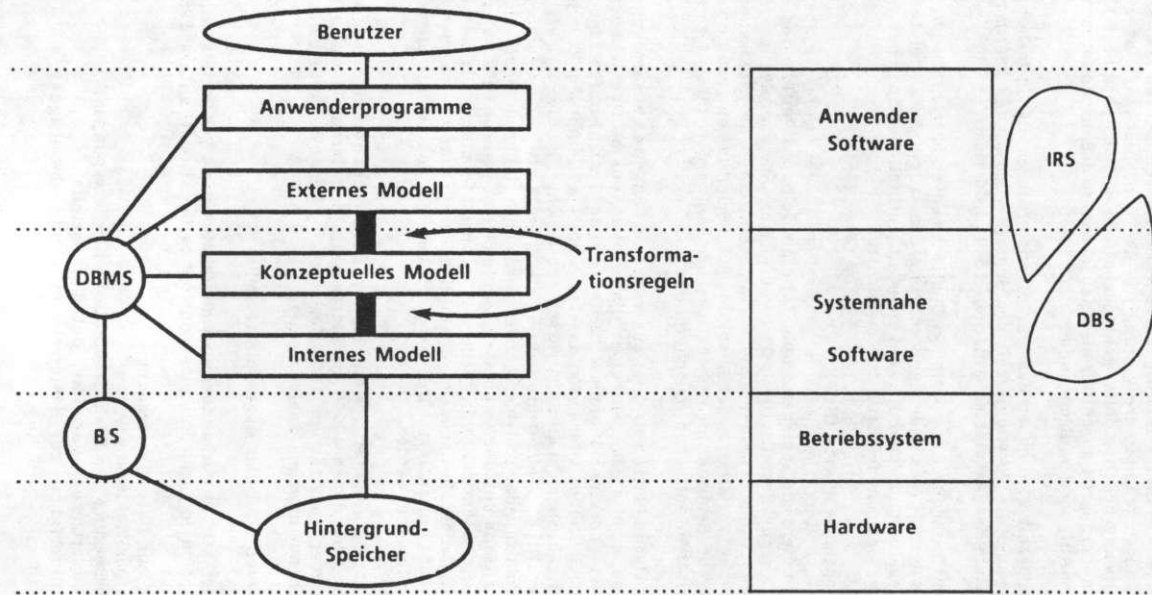 Benutzer
Anwenderprogramme
Externes Modell
Konzeptuelles Modell
Internes Modell
DBMS
BS
Hintergrund-
Speicher
Transforma-
tionsregeln
Anwender
Software
Systemnahe
Software
Betriebssystem
Hardware
IRS
DBS